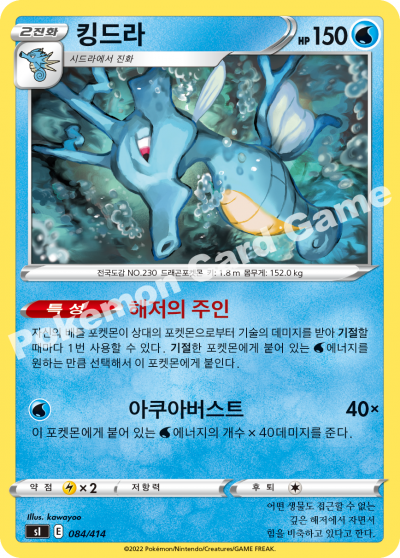 2진화 킹드라 HP 150
시드라에서 진화
전국도감 NO.230 드래곤포켓몬 키: 1.8 m 몸무게: 152.0 kg
특성 해저의 주인
자신의 배틀 포켓몬이 상대의 포켓몬으로부터 기술의 데미지를 받아 기절할
때마다 1번 사용할 수 있다. 기절한 포켓몬에게 붙어 있는 에너지를
원하는 만큼 선택해서 이 포켓몬에게 붙인다.
아쿠아버스트 40×
이 포켓몬에게 붙어 있는 에너지의 개수 × 40데미지를 준다.
약점 ×2 저항력 후퇴
Illus. kawayoo
sI E 084/414
어떤 생물도 접근할 수 없는
깊은 해저에서 자면서
힘을 비축하고 있다고 한다.
©2022 Pokémon/Nintendo/Creatures/GAME FREAK.
Pokémon Card Game